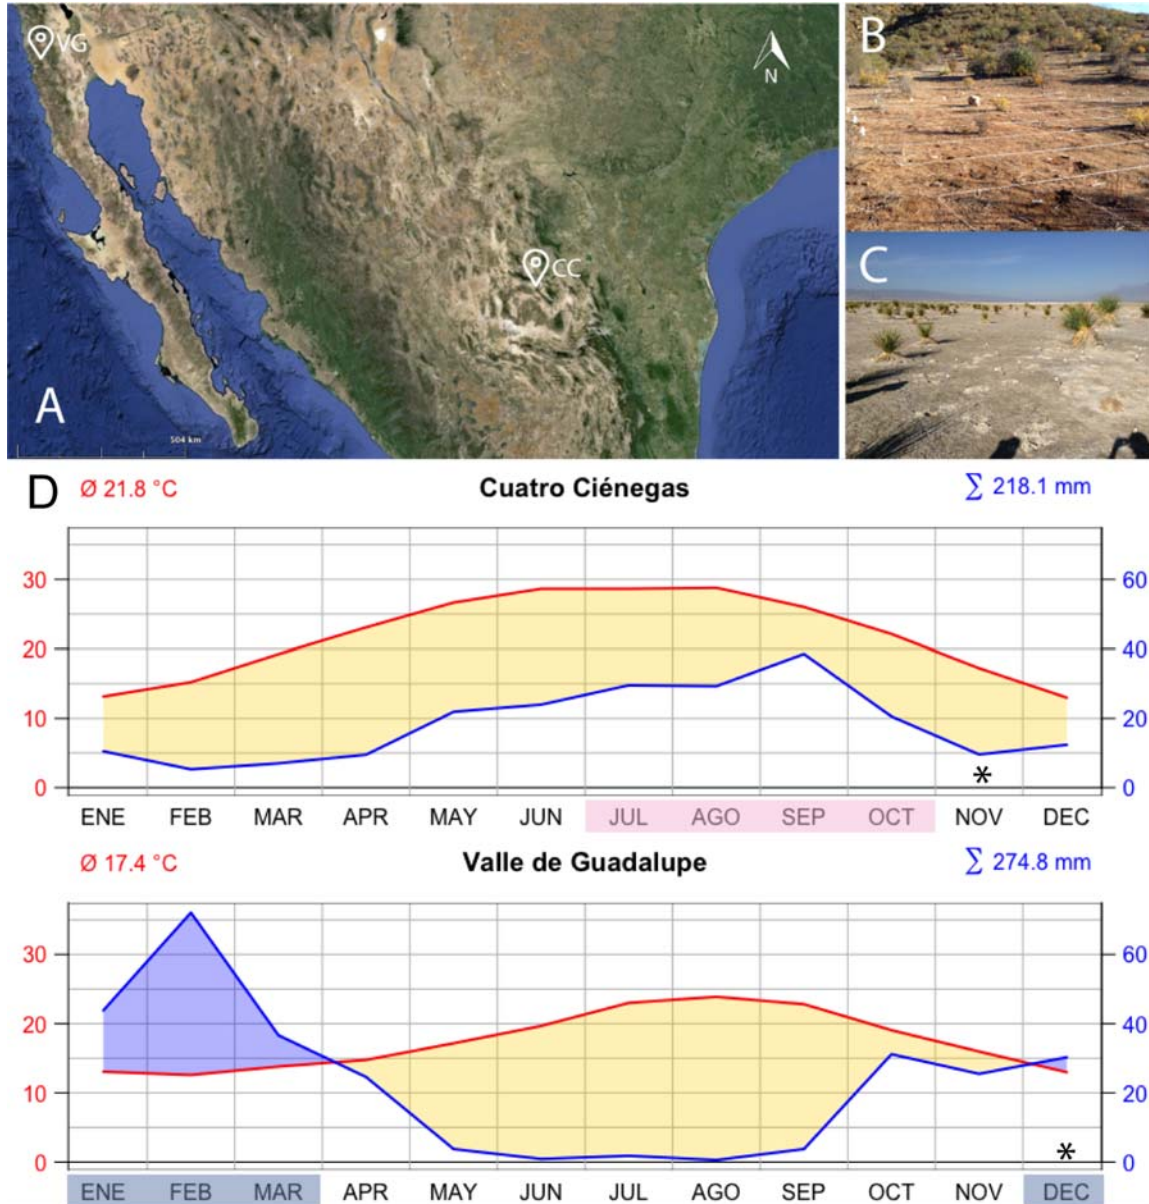 VG
N
CC
A
504 km
B
C
D
Ø 21.8 °C Cuatro Ciénegas ∑ 218.1 mm
30 60
20 40
10 20
0 * 0
ENE FEB MAR APR MAY JUN JUL AGO SEP OCT NOV DEC
Ø 17.4 °C Valle de Guadalupe ∑ 274.8 mm
30 60
20 40
10 20
0 * 0
ENE FEB MAR APR MAY JUN JUL AGO SEP OCT NOV DEC